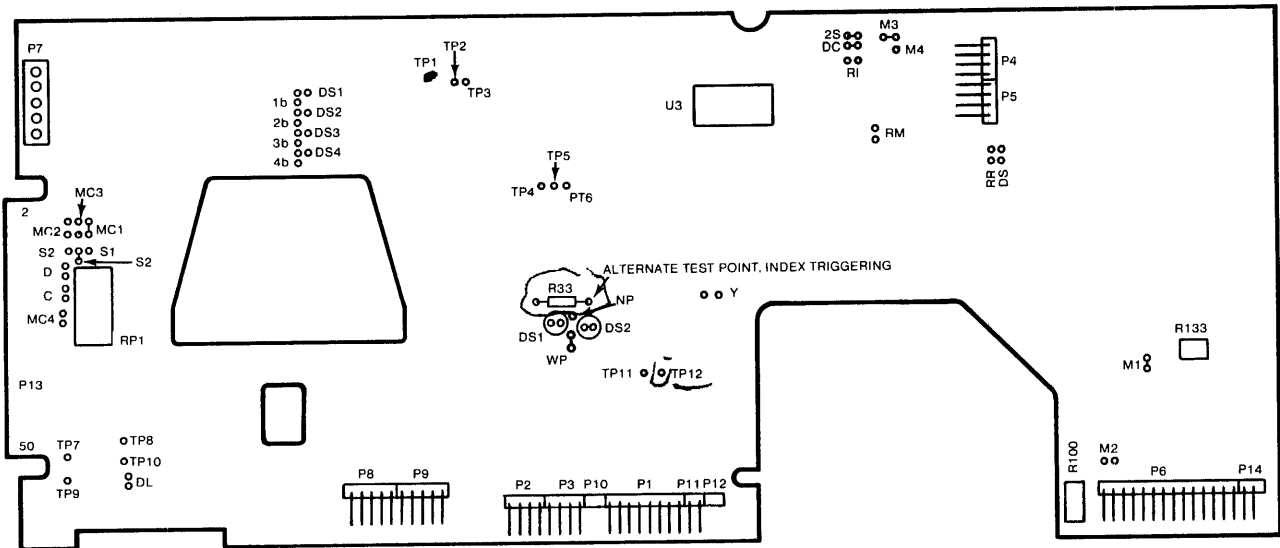 P7
TP1
TP2
TP3
DS1
1b
DS2
2b
DS3
3b
DS4
4b
2S
DC
RI
M3
M4
P4
P5
U3
RM
RR
DS
TP5
TP4
PT6
MC3
2
MC2
MC1
S2
S1
S2
D
C
MC4
RP1
ALTERNATE TEST POINT, INDEX TRIGGERING
R33
NP
Y
DS1
DS2
WP
TP11
TP12
R133
M1
P13
50
TP7
TP8
TP10
TP9
DL
P8
P9
P2
P3
P10
P1
P11
P12
R100
M2
P6
P14